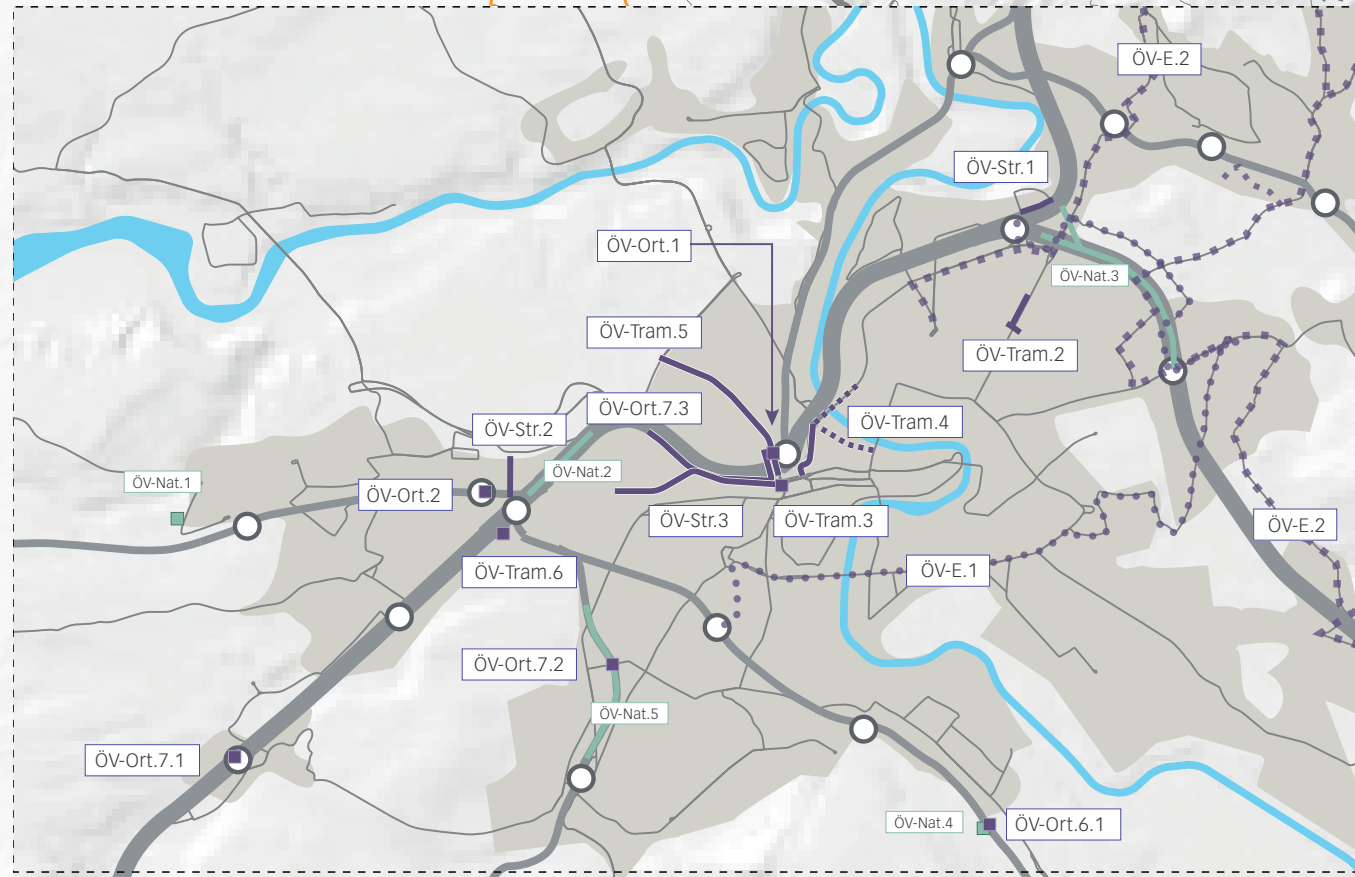 ÖV-E.2
ÖV-Str.1
ÖV-Ort.1
ÖV-Nat.3
ÖV-Tram.5
ÖV-Tram.2
ÖV-Ort.7.3
ÖV-Str.2
ÖV-Tram.4
ÖV-Nat.2
ÖV-Nat.1
ÖV-Ort.2
ÖV-Str.3
ÖV-Tram.3
ÖV-E.2
ÖV-Tram.6
ÖV-E.1
ÖV-Ort.7.2
ÖV-Nat.5
ÖV-Ort.7.1
ÖV-Nat.4
ÖV-Ort.6.1